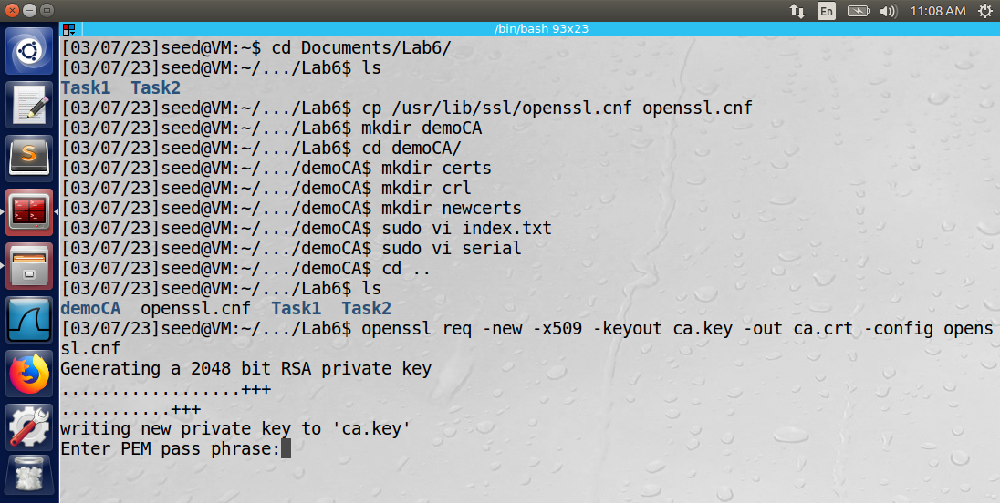 En
11:08 AM
/bin/bash 93x23
[03/07/23]seed@VM:~$ cd Documents/Lab6/
[03/07/23]seed@VM:~/.../Lab6$ ls
Task1  Task2
[03/07/23]seed@VM:~/.../Lab6$ cp /usr/lib/ssl/openssl.cnf openssl.cnf
[03/07/23]seed@VM:~/.../Lab6$ mkdir demoCA
[03/07/23]seed@VM:~/.../Lab6$ cd demoCA/
[03/07/23]seed@VM:~/.../demoCA$ mkdir certs
[03/07/23]seed@VM:~/.../demoCA$ mkdir crl
[03/07/23]seed@VM:~/.../demoCA$ mkdir newcerts
[03/07/23]seed@VM:~/.../demoCA$ sudo vi index.txt
[03/07/23]seed@VM:~/.../demoCA$ sudo vi serial
[03/07/23]seed@VM:~/.../demoCA$ cd ..
[03/07/23]seed@VM:~/.../Lab6$ ls
demoCA  openssl.cnf  Task1  Task2
[03/07/23]seed@VM:~/.../Lab6$ openssl req -new -x509 -keyout ca.key -out ca.crt -config opens
sl.cnf
Generating a 2048 bit RSA private key
..................+++
...........+++
writing new private key to 'ca.key'
Enter PEM pass phrase: